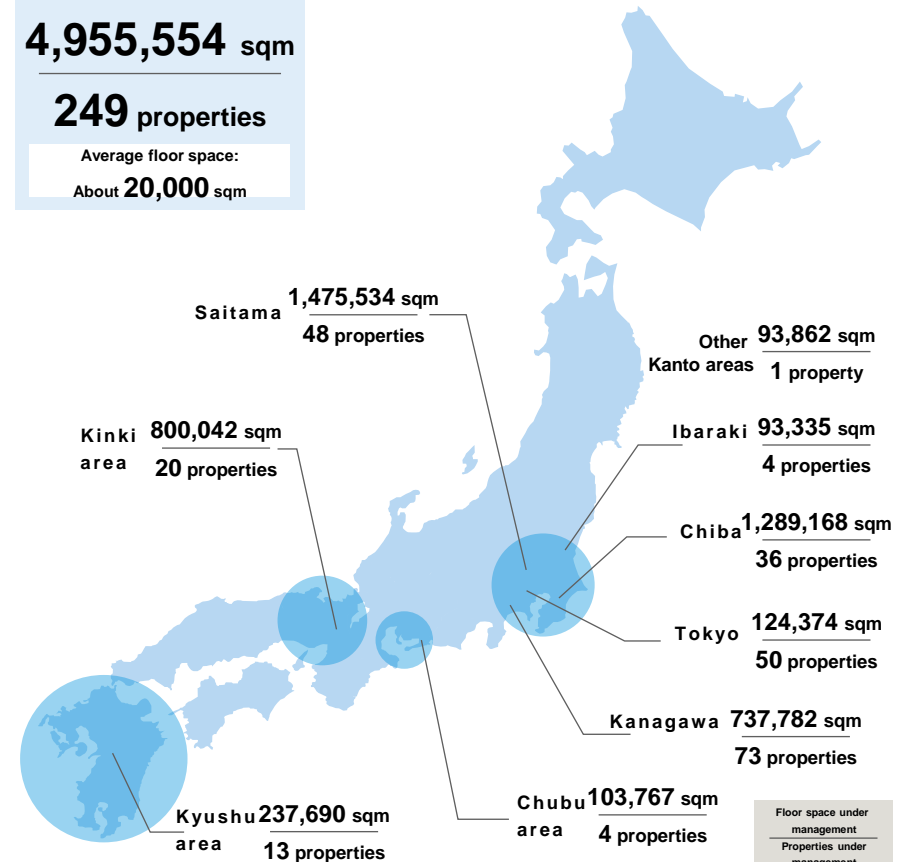 4,955,554 sqm
249 properties
Average floor space:
About 20,000 sqm
Saitama 1,475,534 sqm
48 properties
Other Kanto areas 93,862 sqm
1 property
Kinki area 800,042 sqm
20 properties
Ibaraki 93,335 sqm
4 properties
Chiba 1,289,168 sqm
36 properties
Tokyo 124,374 sqm
50 properties
Kanagawa 737,782 sqm
73 properties
Kyushu area 237,690 sqm
13 properties
Chubu area 103,767 sqm
4 properties
Floor space under
management
Properties under
management